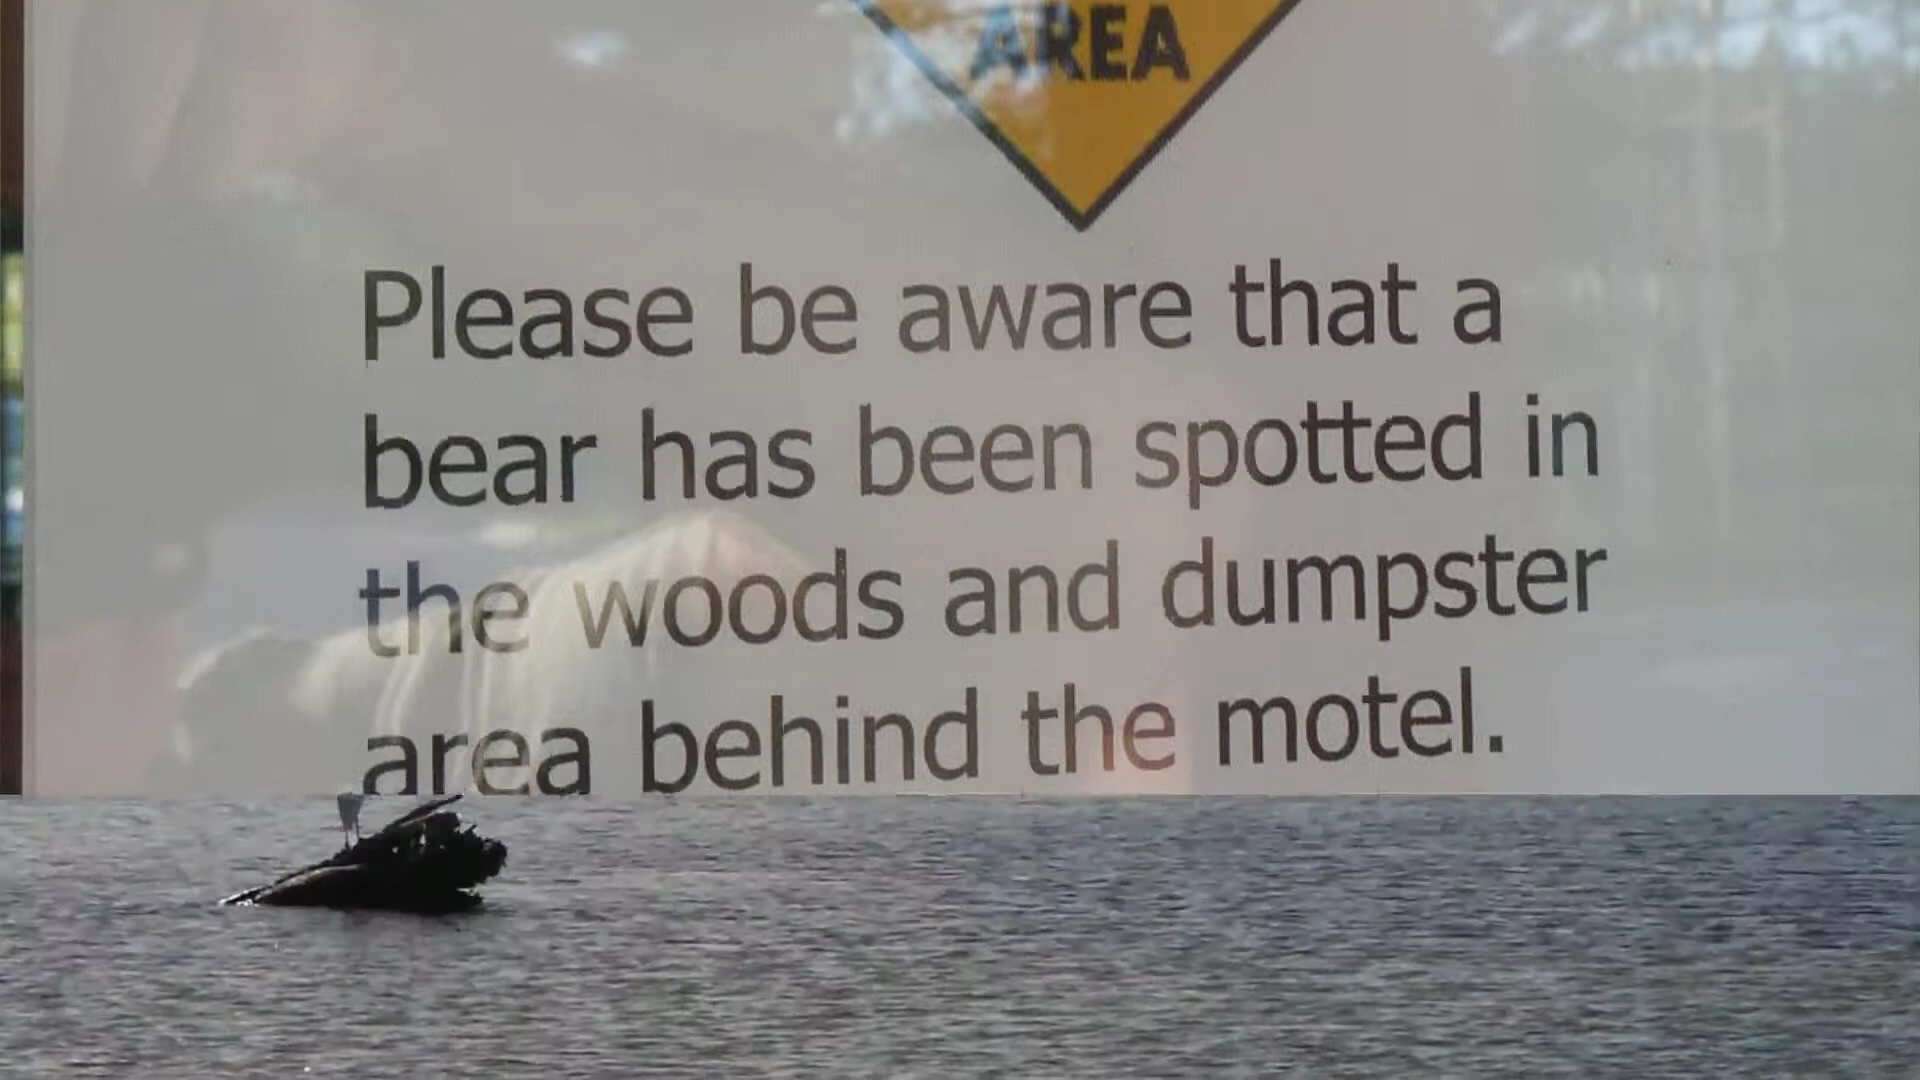 AREA
Please be aware that a
bear has been spotted in
the woods and dumpster
area behind the motel.